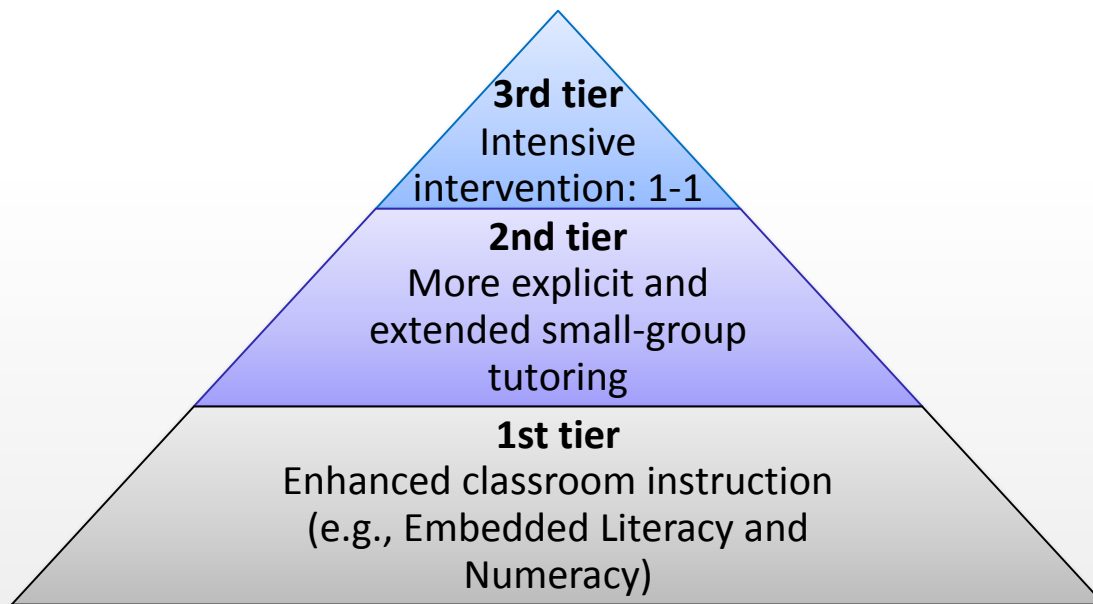 3rd tier
Intensive
intervention: 1-1
2nd tier
More explicit and
extended small-group
tutoring
1st tier
Enhanced classroom instruction
(e.g., Embedded Literacy and
Numeracy)